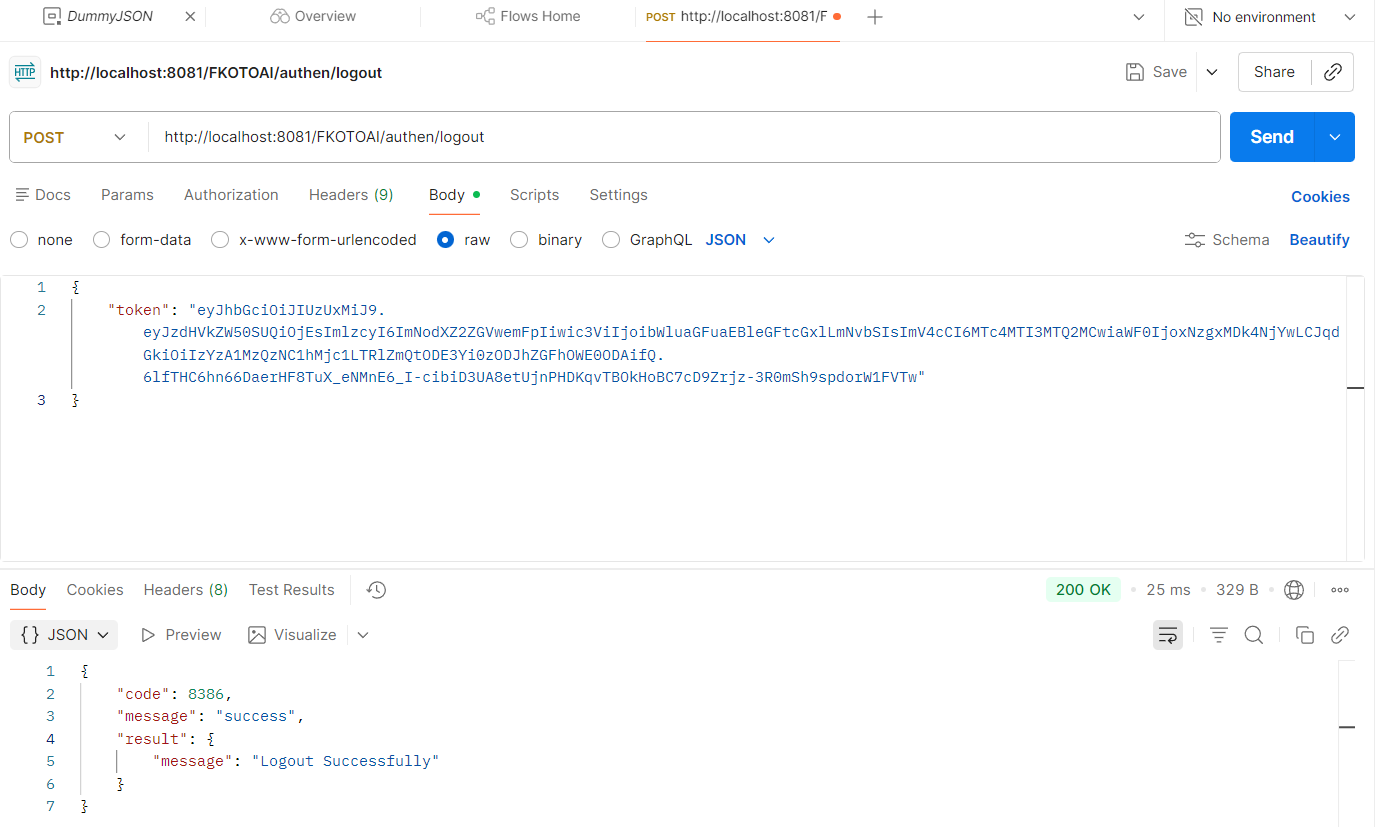 DummyJSON
Overview
Flows Home
POST http://localhost:8081/F
No environment
HTTP http://localhost:8081/FKOTOAI/authen/logout
Save
Share
POST
http://localhost:8081/FKOTOAI/authen/logout
Send
Docs
Params
Authorization
Headers (9)
Body
Scripts
Settings
Cookies
none
form-data
x-www-form-urlencoded
raw
binary
GraphQL
JSON
Schema
Beautify
1 {
2 "token": "eyJhbGciOiJIUzUxMiJ9.
eyJzdHVkZW50SUQiOjEsImlzcyI6ImNodXZ2ZGVwemFpIiwic3ViIjoibWluaGFuaEBleGFtcGxlLmNvbSIsImV4cCI6MTc4MTI3MTQ2MCwiaWF0IjoxNzgxMDk4NjYwLCJqd
GkiOiIzYzA1MzQzNC1hMjc1LTRlZmQtODE3Yi0zODJhZGFhOWE0ODAifQ.
6lfTHC6hn66DaerHF8TuX_eNMnE6_I-cibiD3UA8etUjnPHDKqvTBOkHoBC7cD9Zrjz-3R0mSh9spdorW1FVTw"
3 }
Body
Cookies
Headers (8)
Test Results
200 OK
25 ms
329 B
{} JSON
Preview
Visualize
1 {
2 "code": 8386,
3 "message": "success",
4 "result": {
5 "message": "Logout Successfully"
6 }
7 }